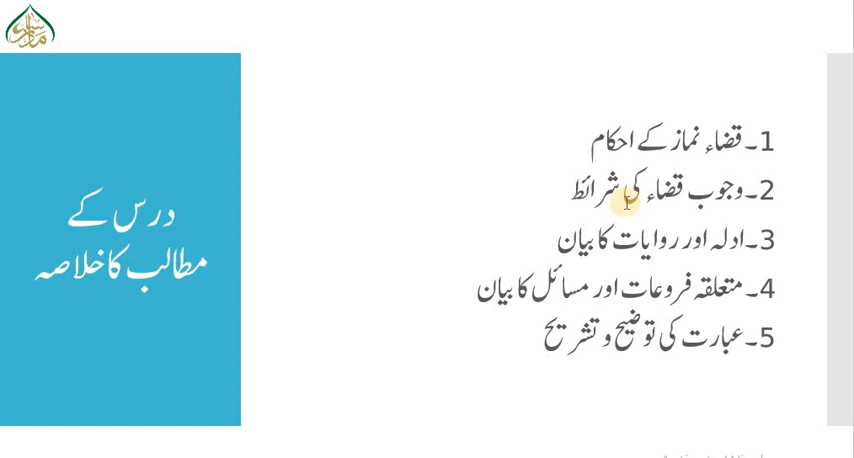 درس کے
مطالب کا خلاصہ
1۔قضاء نماز کے احکام
2۔وجوب قضاء کی شرائط
3۔ادلہ اور روایات کا بیان
4۔متعلقہ فروعات اور مسائل کا بیان
5۔عبارت کی توضیح و تشریح